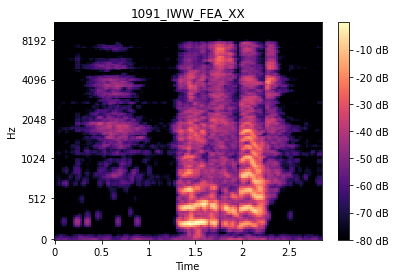 1091_IWW_FEA_XX
8192
4096
2048
1024
512
0
Hz
0
0.5
1
1.5
2
2.5
Time
-10 dB
-20 dB
-30 dB
-40 dB
-50 dB
-60 dB
-70 dB
-80 dB